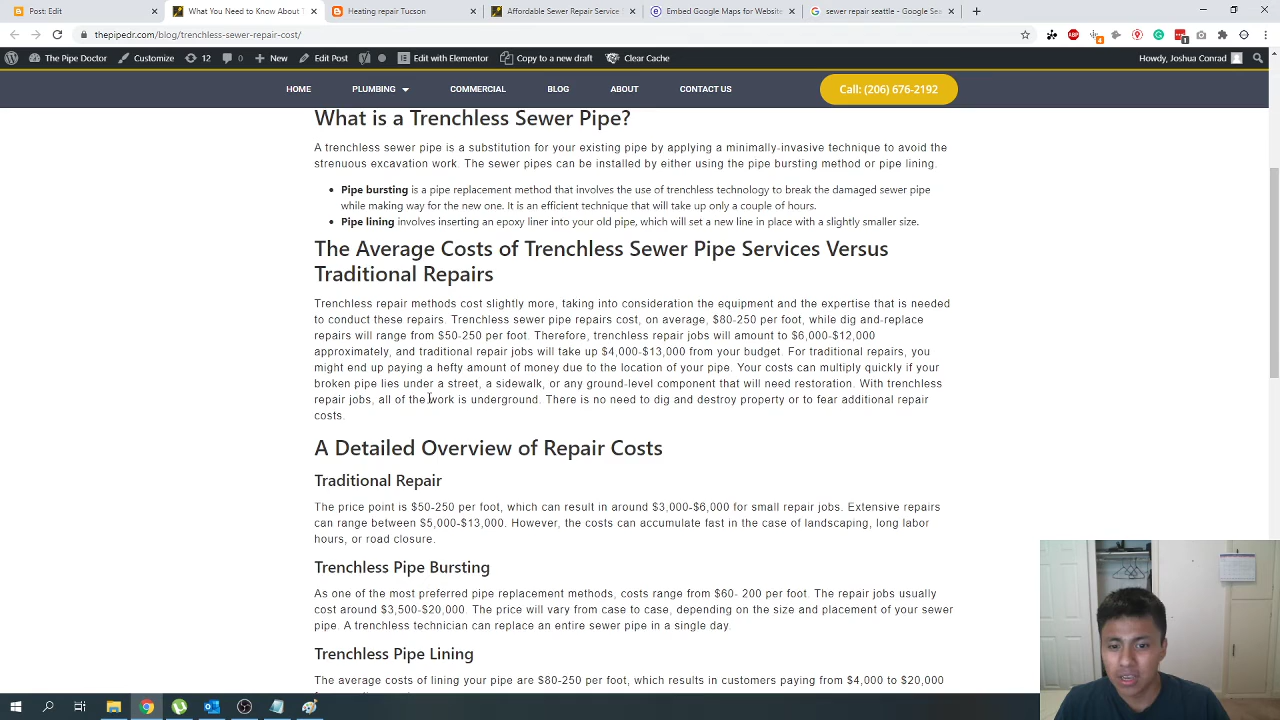 Post: Edit
What You Need to Know About T
Heating repair Tucson
Affordable Sewer Repair Service S
Embed Google Maps for Website
sewer repair seattle - Google Sea
thepipedr.com/blog/trenchless-sewer-repair-cost/
ABP
4
1
The Pipe Doctor
Customize
12
0
New
Edit Post
Edit with Elementor
Copy to a new draft
Clear Cache
Howdy, Joshua Conrad
HOME
PLUMBING
COMMERCIAL
BLOG
ABOUT
CONTACT US
Call: (206) 676-2192
What is a Trenchless Sewer Pipe?
A trenchless sewer pipe is a substitution for your existing pipe by applying a minimally-invasive technique to avoid the
strenuous excavation work. The sewer pipes can be installed by either using the pipe bursting method or pipe lining.
Pipe bursting is a pipe replacement method that involves the use of trenchless technology to break the damaged sewer pipe
while making way for the new one. It is an efficient technique that will take up only a couple of hours.
Pipe lining involves inserting an epoxy liner into your old pipe, which will set a new line in place with a slightly smaller size.
The Average Costs of Trenchless Sewer Pipe Services Versus
Traditional Repairs
Trenchless repair methods cost slightly more, taking into consideration the equipment and the expertise that is needed
to conduct these repairs. Trenchless sewer pipe repairs cost, on average, $80-250 per foot, while dig and-replace
repairs will range from $50-250 per foot. Therefore, trenchless repair jobs will amount to $6,000-$12,000
approximately, and traditional repair jobs will take up $4,000-$13,000 from your budget. For traditional repairs, you
might end up paying a hefty amount of money due to the location of your pipe. Your costs can multiply quickly if your
broken pipe lies under a street, a sidewalk, or any ground-level component that will need restoration. With trenchless
repair jobs, all of the work is underground. There is no need to dig and destroy property or to fear additional repair
costs.
A Detailed Overview of Repair Costs
Traditional Repair
The price point is $50-250 per foot, which can result in around $3,000-$6,000 for small repair jobs. Extensive repairs
can range between $5,000-$13,000. However, the costs can accumulate fast in the case of landscaping, long labor
hours, or road closure.
Trenchless Pipe Bursting
As one of the most preferred pipe replacement methods, costs range from $60- 200 per foot. The repair jobs usually
cost around $3,500-$20,000. The price will vary from case to case, depending on the size and placement of your sewer
pipe. A trenchless technician can replace an entire sewer pipe in a single day.
Trenchless Pipe Lining
The average costs of lining your pipe are $80-250 per foot, which results in customers paying from $4,000 to $20,000